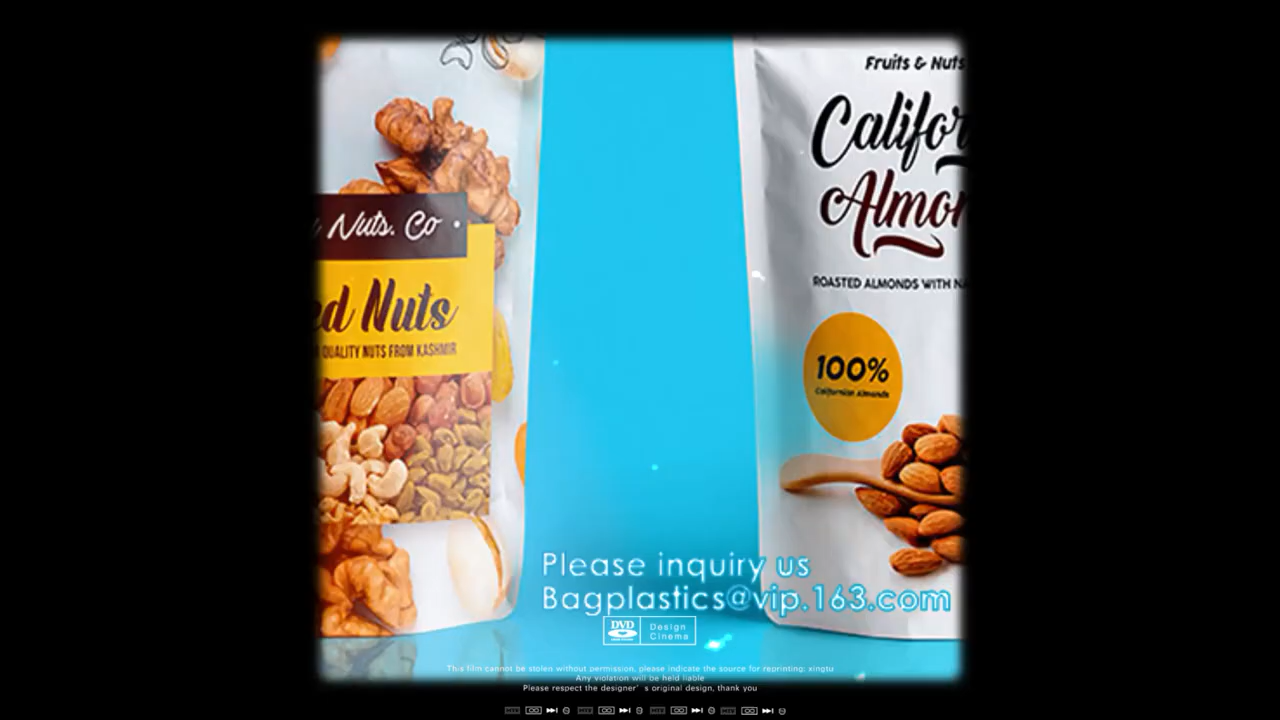 Nuts. Co
ed Nuts
QUALITY NUTS FROM KASHMIR
Fruits & Nuts
Califor
Almon
ROASTED ALMONDS WITH NA
100%
Californian Almonds
Please inquiry us
Bagplastics@vip.163.com
DVD
Design
Cinema
This film cannot be stolen without permission, please indicate the source for reprinting: xingtu
Any violation will be held liable
Please respect the designer's original design, thank you